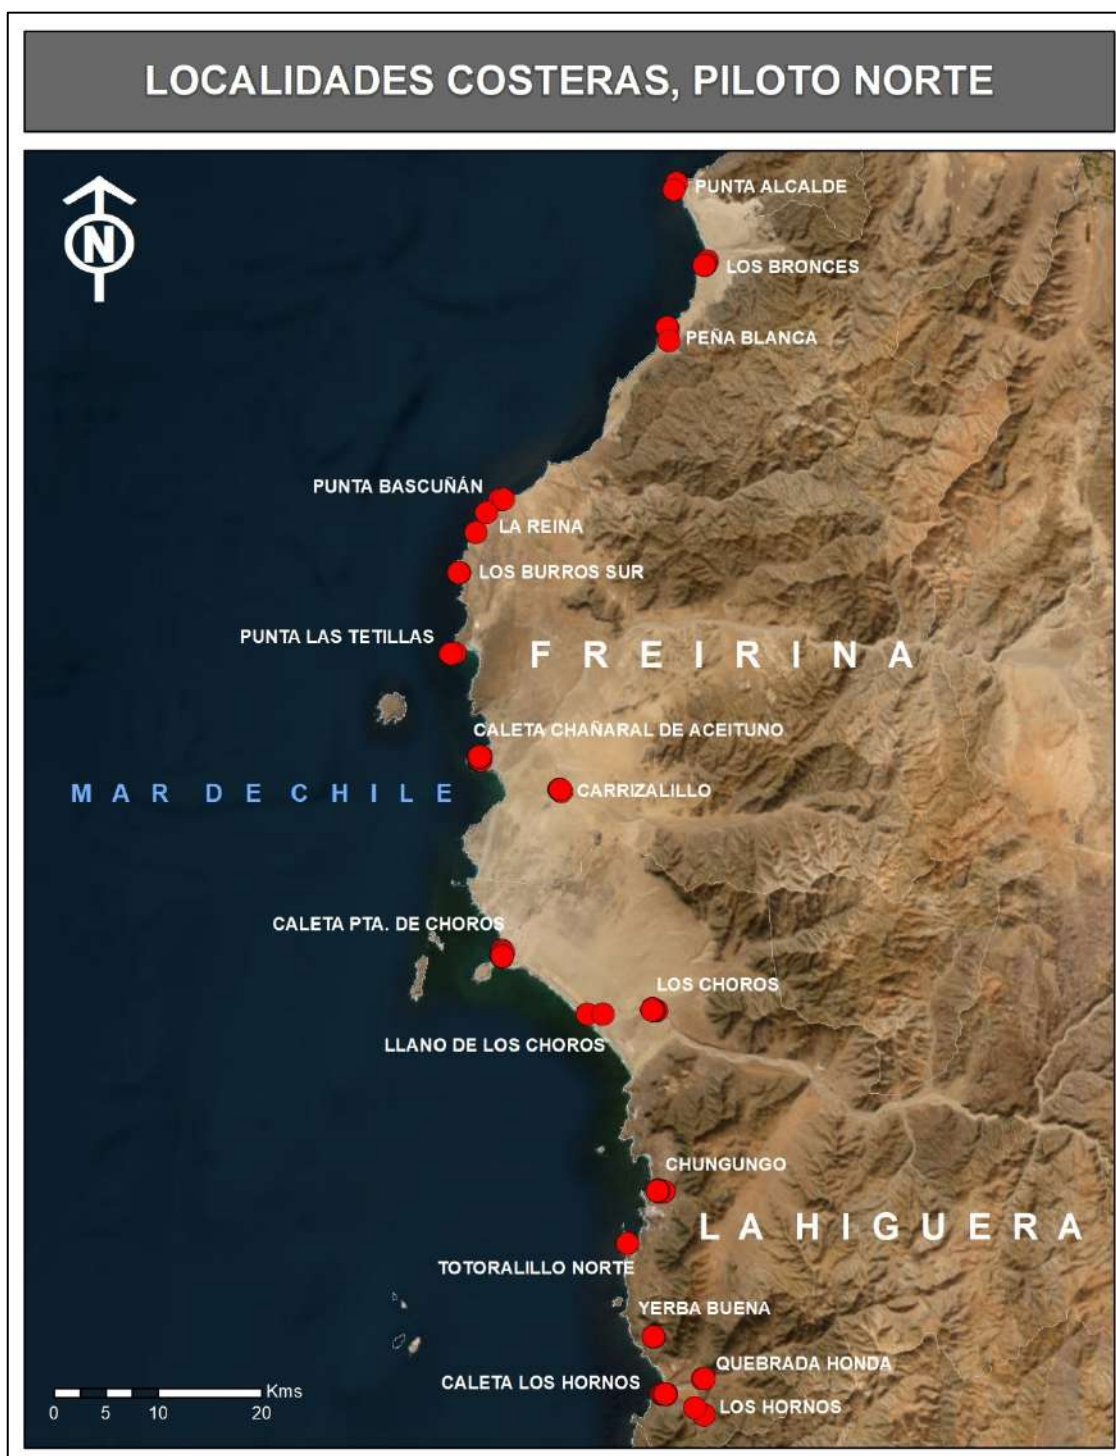 LOCALIDADES COSTERAS, PILOTO NORTE
N
PUNTA ALCALDE
LOS BRONCES
PEÑA BLANCA
PUNTA BASCUÑÁN
LA REINA
LOS BURROS SUR
PUNTA LAS TETILLAS
FREIRINA
CALETA CHAÑARAL DE ACEITUNO
MAR DE CHILE
CARRIZALILLO
CALETA PTA. DE CHOROS
LOS CHOROS
LLANO DE LOS CHOROS
CHUNGUNGO
LA HIGUERA
TOTORALILLO NORTE
YERBA BUENA
QUEBRADA HONDA
CALETA LOS HORNOS
LOS HORNOS
Kms
0 5 10 20